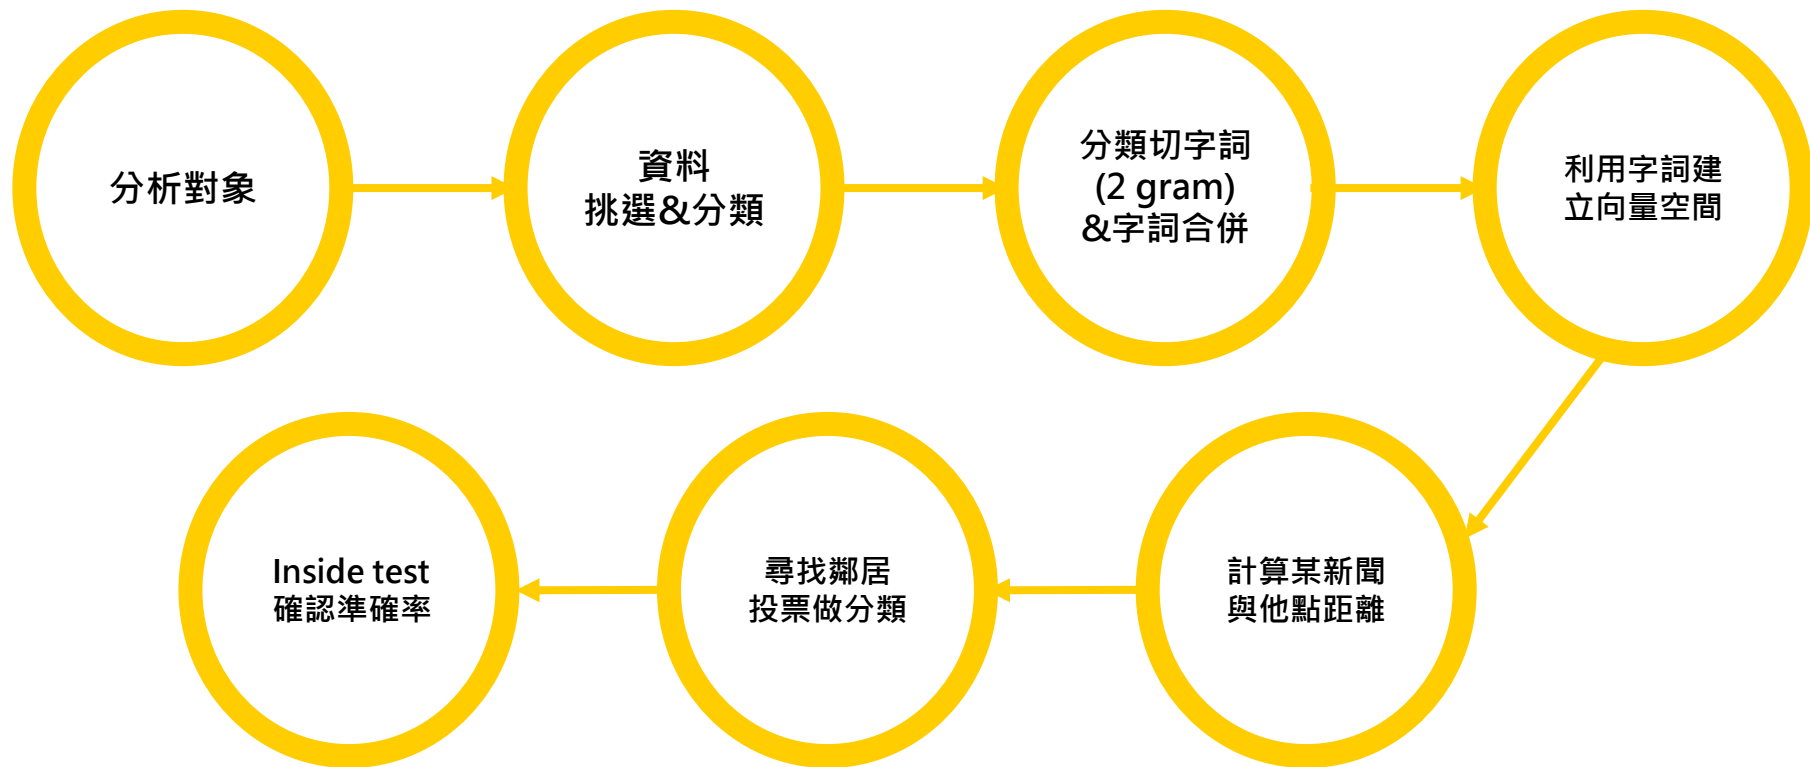 分析對象
資料
挑選&分類
分類切字詞
(2 gram)
&字詞合併
利用字詞建
立向量空間
計算某新聞
與他點距離
尋找鄰居
投票做分類
Inside test
確認準確率